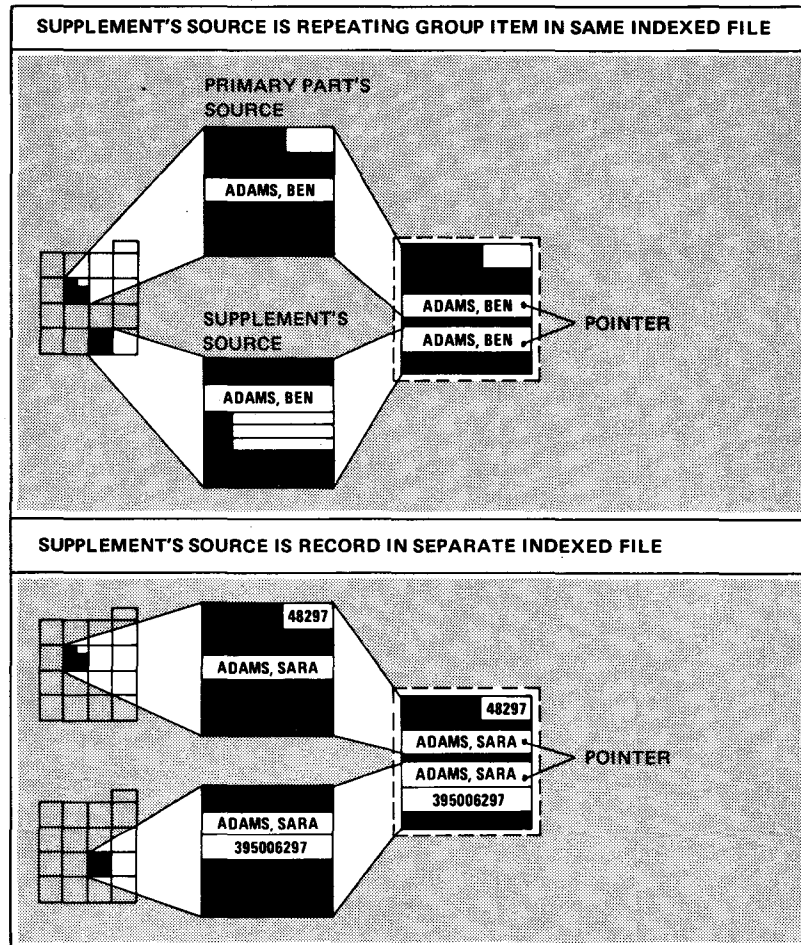 SUPPLEMENT'S SOURCE IS REPEATING GROUP ITEM IN SAME INDEXED FILE
PRIMARY PART'S
SOURCE
ADAMS, BEN
SUPPLEMENT'S
SOURCE
ADAMS, BEN
ADAMS, BEN
ADAMS, BEN
POINTER
SUPPLEMENT'S SOURCE IS RECORD IN SEPARATE INDEXED FILE
48297
ADAMS, SARA
ADAMS, SARA
395006297
48297
ADAMS, SARA
ADAMS, SARA
395006297
POINTER